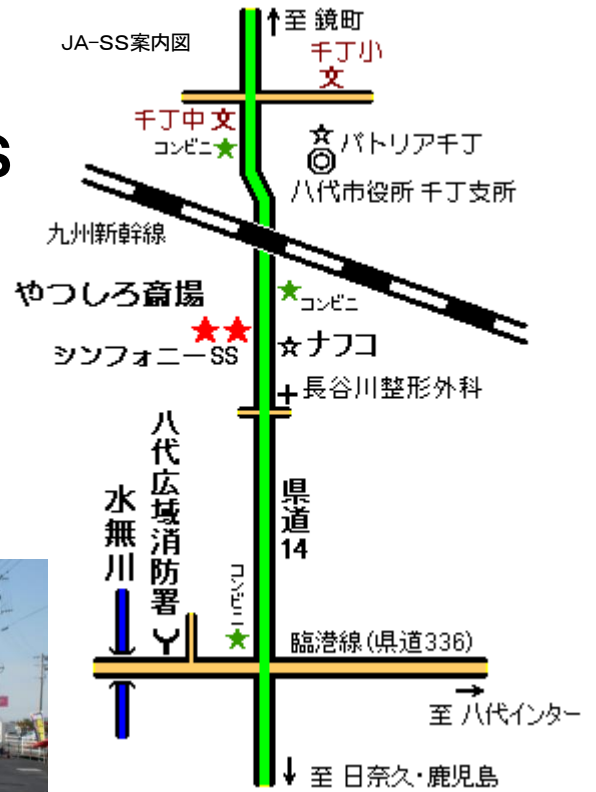 JA-SS案内図
至 鏡町
千丁小
文
千丁中 文
コンビニ
パトリア千丁
八代市役所 千丁支所
S
九州新幹線
やつしろ斎場
コンビニ
シンフォニーSS
ナフコ
長谷川整形外科
八代広域消防署
水無川
県道14
コンビニ
臨港線(県道336)
至 八代インター
至 日奈久・鹿児島